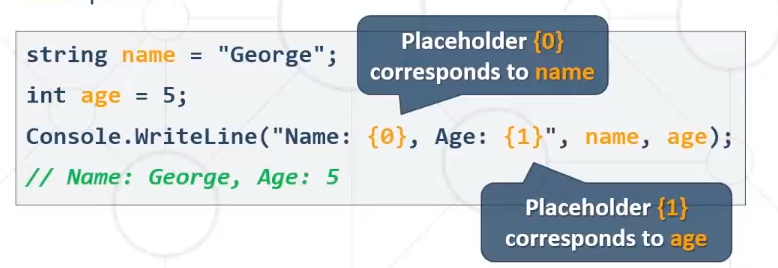 string name = "George";
Placeholder {0}
corresponds to name
int age = 5;
Console.WriteLine("Name: {0}, Age: {1}", name, age);
// Name: George, Age: 5
Placeholder {1}
corresponds to age